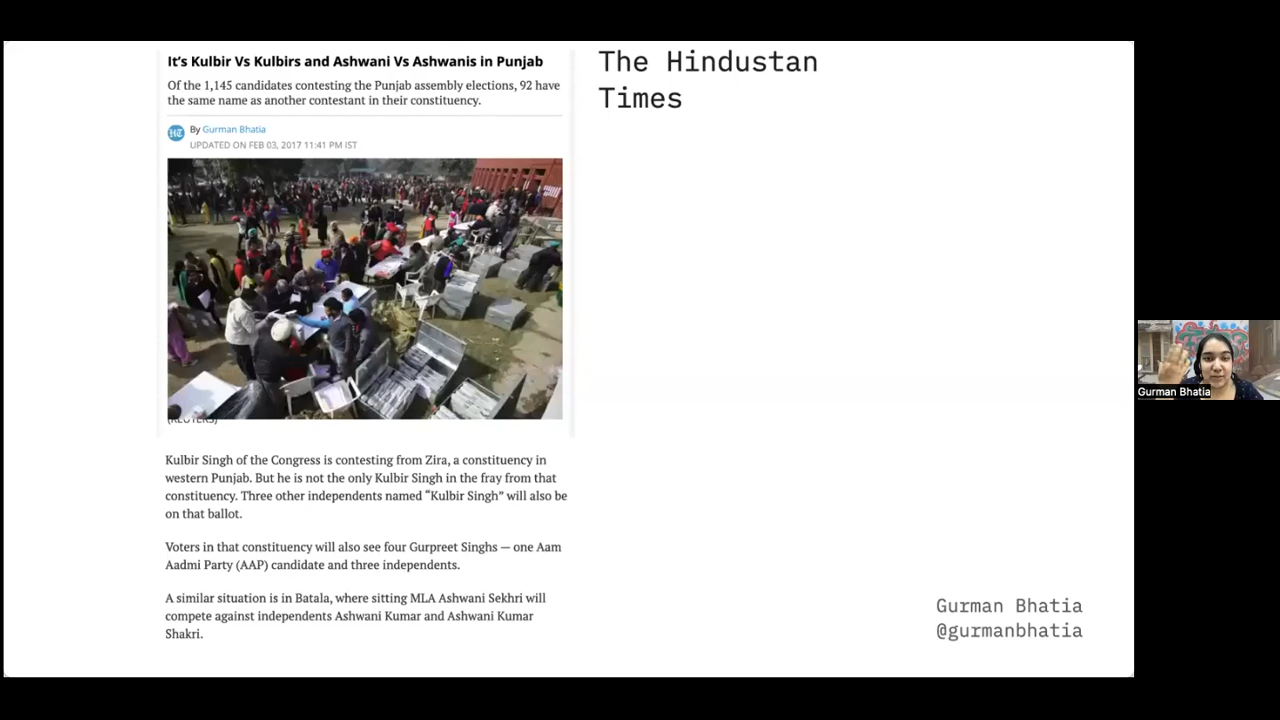 It's Kulbir Vs Kulbirs and Ashwani Vs Ashwanis in Punjab
Of the 1,145 candidates contesting the Punjab assembly elections, 92 have
the same name as another contestant in their constituency.
HT
By Gurman Bhatia
UPDATED ON FEB 03, 2017 11:41 PM IST
(REUTERS)
Kulbir Singh of the Congress is contesting from Zira, a constituency in
western Punjab. But he is not the only Kulbir Singh in the fray from that
constituency. Three other independents named “Kulbir Singh” will also be
on that ballot.
Voters in that constituency will also see four Gurpreet Singhs — one Aam
Aadmi Party (AAP) candidate and three independents.
A similar situation is in Batala, where sitting MLA Ashwani Sekhri will
compete against independents Ashwani Kumar and Ashwani Kumar
Shakri.
The Hindustan
Times
Gurman Bhatia
@gurmanbhatia
Gurman Bhatia